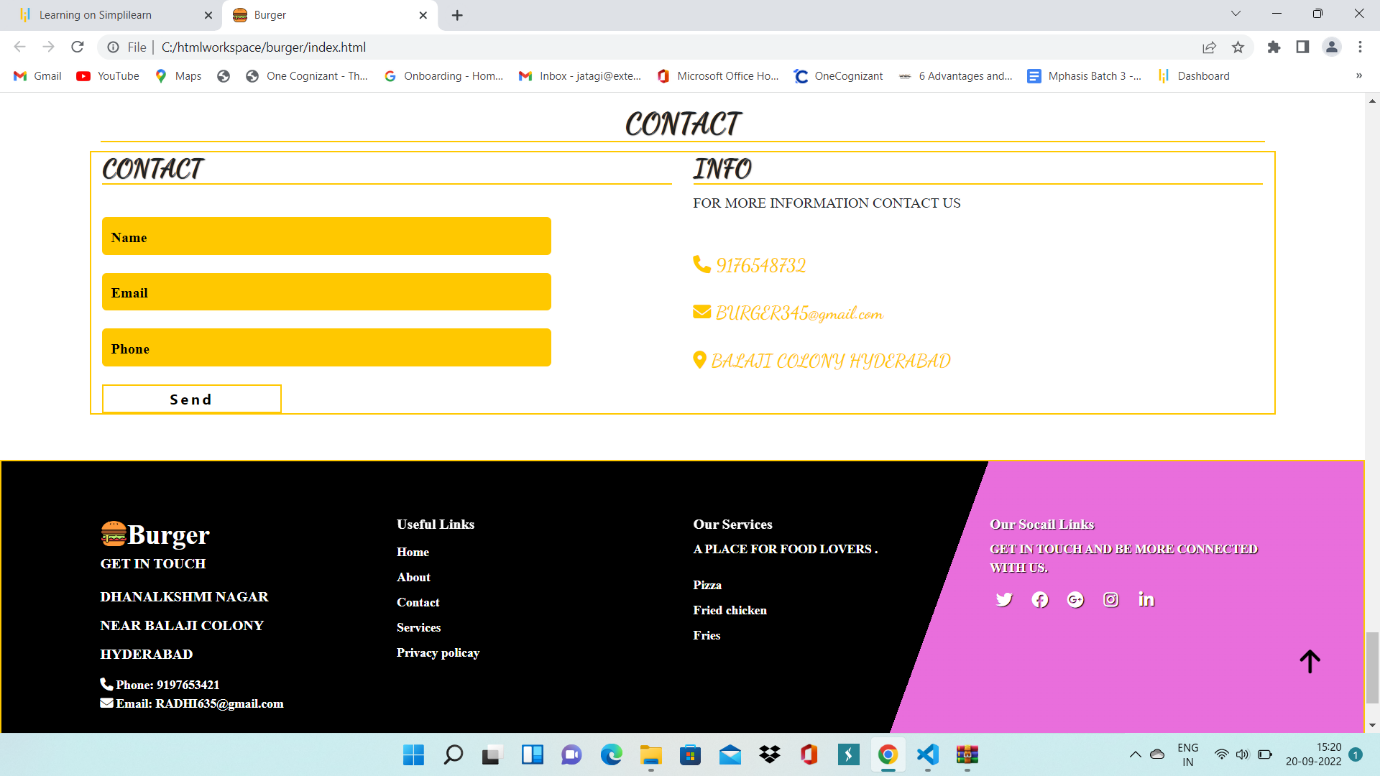 Learning on Simplilearn
Burger
File | C:/htmlworkspace/burger/index.html
Gmail
YouTube
Maps
One Cognizant - Th...
Onboarding - Hom...
Inbox - jatagi@exte...
Microsoft Office Ho...
OneCognizant
6 Advantages and...
Mphasis Batch 3 -...
Dashboard
»
CONTACT
CONTACT
Name
Email
Phone
Send
INFO
FOR MORE INFORMATION CONTACT US
9176548732
BURGER345@gmail.com
BALAJI COLONY HYDERABAD
Burger
GET IN TOUCH
DHANALKSHMI NAGAR
NEAR BALAJI COLONY
HYDERABAD
Phone: 9197653421
Email: RADHI635@gmail.com
Useful Links
Home
About
Contact
Services
Privacy policay
Our Services
A PLACE FOR FOOD LOVERS .
Pizza
Fried chicken
Fries
Our Socail Links
GET IN TOUCH AND BE MORE CONNECTED
WITH US.
ENG
IN
15:20
20-09-2022
1